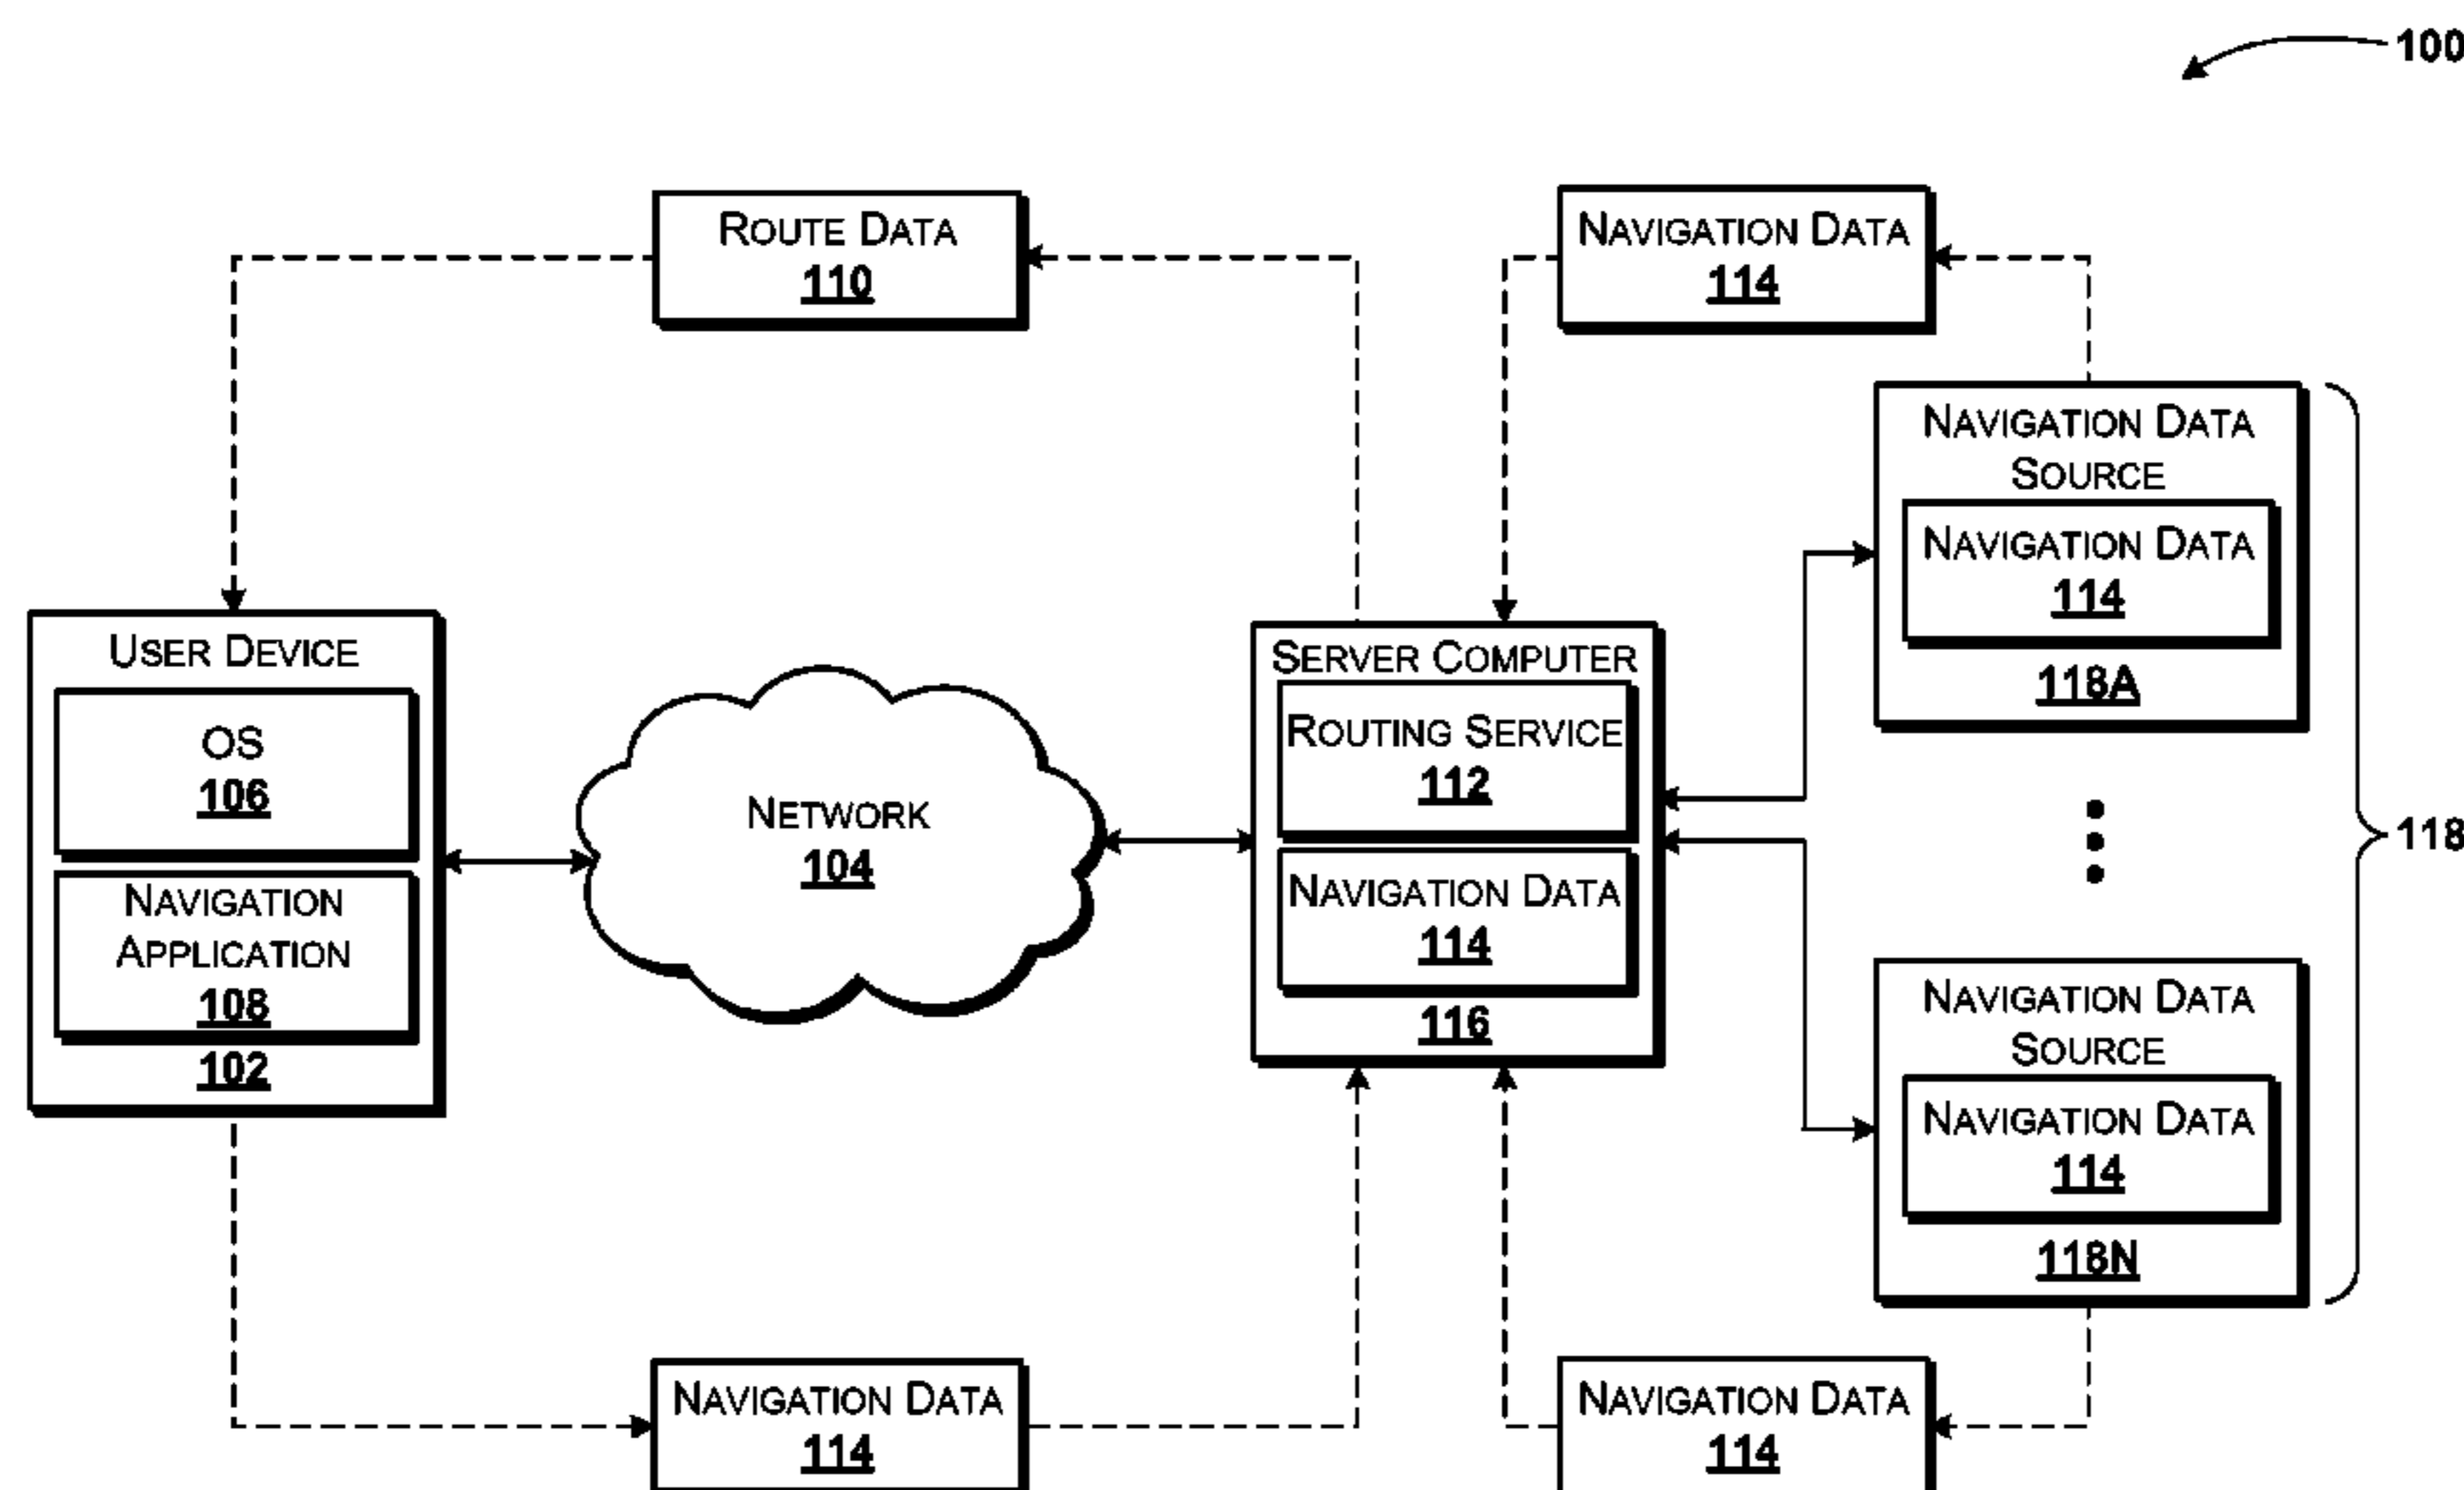 100
ROUTE DATA
110
NAVIGATION DATA
114
NAVIGATION DATA
SOURCE
NAVIGATION DATA
114
118A
USER DEVICE
OS
106
NAVIGATION
APPLICATION
108
102
NETWORK
104
SERVER COMPUTER
ROUTING SERVICE
112
NAVIGATION DATA
114
116
118
NAVIGATION DATA
SOURCE
NAVIGATION DATA
114
118N
NAVIGATION DATA
114
NAVIGATION DATA
114